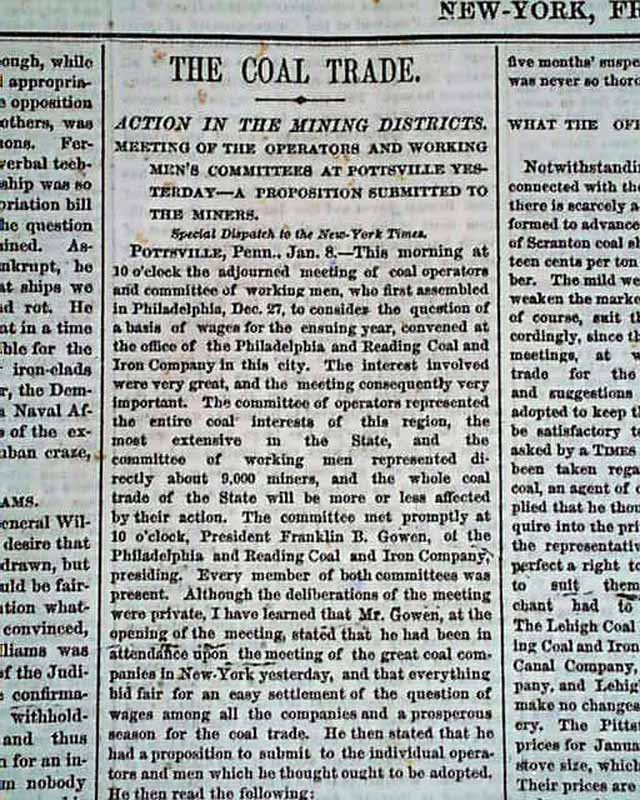 NEW-YORK, FR
ough, while
appropria-
opposition
others, was
sons. Fer-
verbal tech-
ship was so
priation bill
he question
ined. As-
nkrupt, he
at ships we
d rot. He
at in a time
ble for the
iron-clads
r, the Dem-
a Naval Af-
s of the ex-
uban craze,
AMS.
eneral Wil-
desire that
drawn, but
uld be fair-
ation what-
convinced,
lliams was
of the Judi-
confirma-
withhold-
and thus
n for an in-
nobody
THE COAL TRADE.
ACTION IN THE MINING DISTRICTS.
MEETING OF THE OPERATORS AND WORKING
MEN'S COMMITTEES AT POTTSVILLE YES-
TERDAY—A PROPOSITION SUBMITTED TO
THE MINERS.
Special Dispatch to the New-York Times.
POTTSVILLE, Penn., Jan. 8.—This morning at
10 o'clock the adjourned meeting of coal operators
and committee of working men, who first assembled
in Philadelphia, Dec. 27, to consider the question of
a basis of wages for the ensuing year, convened at
the office of the Philadelphia and Reading Coal and
Iron Company in this city. The interest involved
were very great, and the meeting consequently very
important. The committee of operators represented
the entire coal interests of this region, the
most extensive in the State, and the
committee of working men represented di-
rectly about 9,000 miners, and the whole coal
trade of the State will be more or less affected
by their action. The committee met promptly at
10 o'clock, President Franklin B. Gowen, of the
Philadelphia and Reading Coal and Iron Company,
presiding. Every member of both committees was
present. Although the deliberations of the meeting
were private, I have learned that Mr. Gowen, at the
opening of the meeting, stated that he had been in
attendance upon the meeting of the great coal com-
panies in New-York yesterday, and that everything
bid fair for an easy settlement of the question of
wages among all the companies and a prosperous
season for the coal trade. He then stated that he
had a proposition to submit to the individual opera-
tors and men which he thought ought to be adopted.
He then read the following:
five months' suspe
was never so thoro
WHAT THE OFF
Notwithstandin
connected with the
there is scarcely a
formed to advance
of Scranton coal sh
teen cents per ton
ber. The mild we
weaken the marke
of course, suit th
cordingly, since th
meetings, at w
trade for the
and suggestions
adopted to keep th
be satisfactory t
asked by a TIMES
been taken rega
coal, an agent of
plied that he thou
quire into the pri
the representativ
perfect a right to
to suit them
chant had to
The Lehigh Coal
ing Coal and Iron
Canal Company,
pany, and Lehig
make no changes
ery. The Pitts
prices for Janua
stove size, which
Their prices are